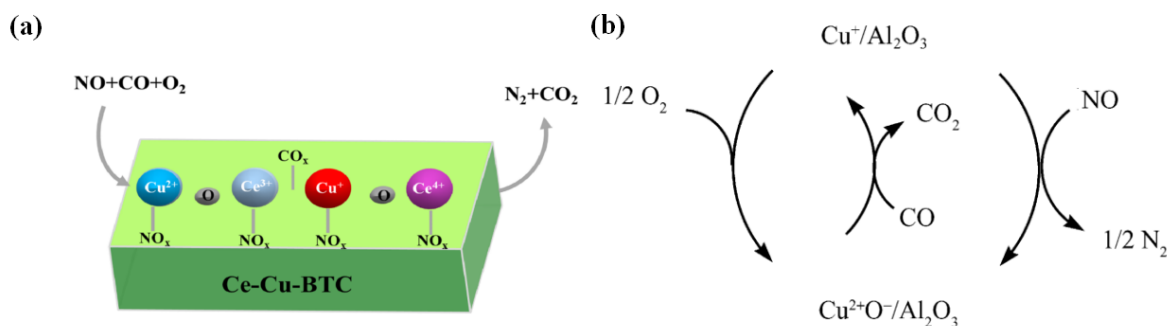 (a)
NO+CO+O₂
N₂+CO₂
COₓ
Cu²⁺ O Ce³⁺ Cu⁺ O Ce⁴⁺
NOₓ NOₓ NOₓ NOₓ
Ce-Cu-BTC
(b)
Cu⁺/Al₂O₃
1/2 O₂
CO₂
NO
CO
1/2 N₂
Cu²⁺O⁻/Al₂O₃